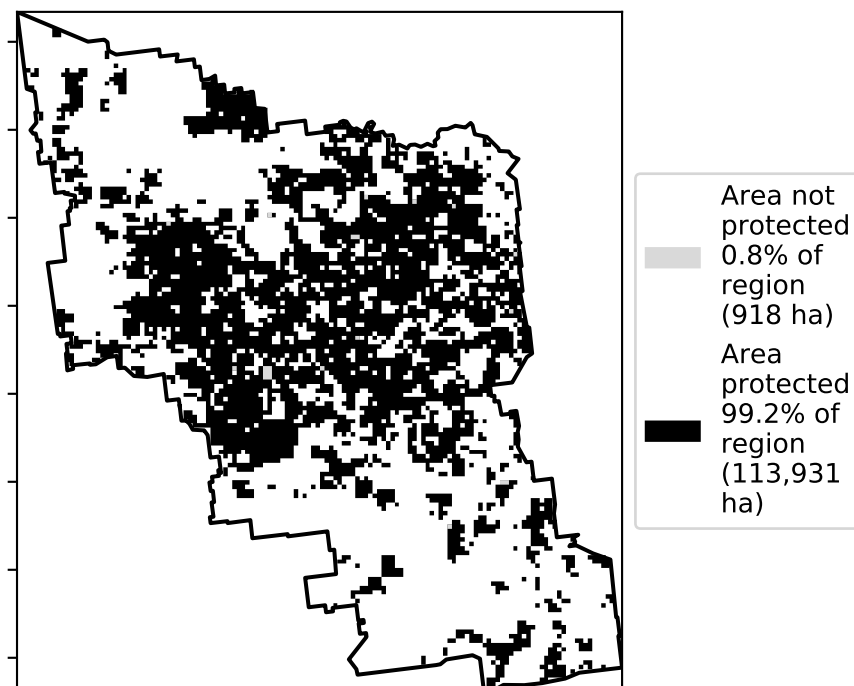 Area not
protected
0.8% of
region
(918 ha)
Area
protected
99.2% of
region
(113,931
ha)